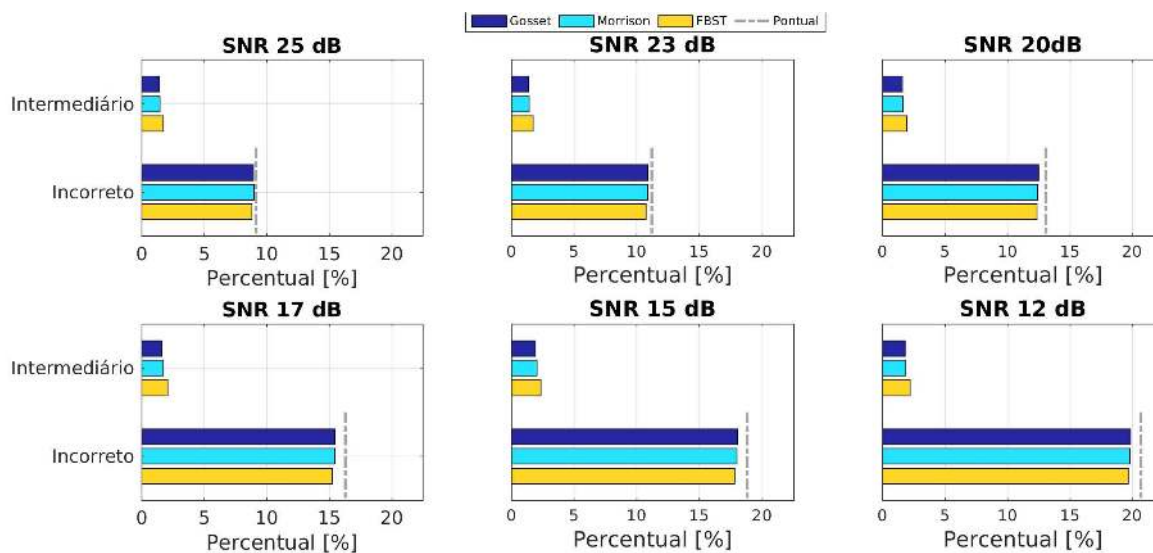 Gosset Morrison FBST Pontual
SNR 25 dB
SNR 23 dB
SNR 20dB
Intermediário
Incorreto
0 5 10 15 20
0 5 10 15 20
0 5 10 15 20
Percentual [%]
Percentual [%]
Percentual [%]
SNR 17 dB
SNR 15 dB
SNR 12 dB
Intermediário
Incorreto
0 5 10 15 20
0 5 10 15 20
0 5 10 15 20
Percentual [%]
Percentual [%]
Percentual [%]